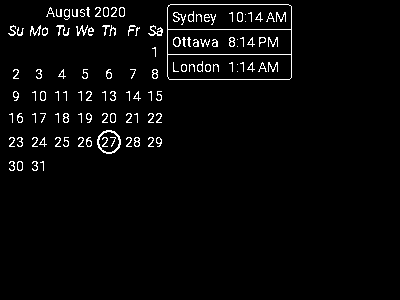 August 2020
Su Mo Tu We Th Fr Sa
1
2 3 4 5 6 7 8
9 10 11 12 13 14 15
16 17 18 19 20 21 22
23 24 25 26 27 28 29
30 31
Sydney 10:14 AM
Ottawa 8:14 PM
London 1:14 AM